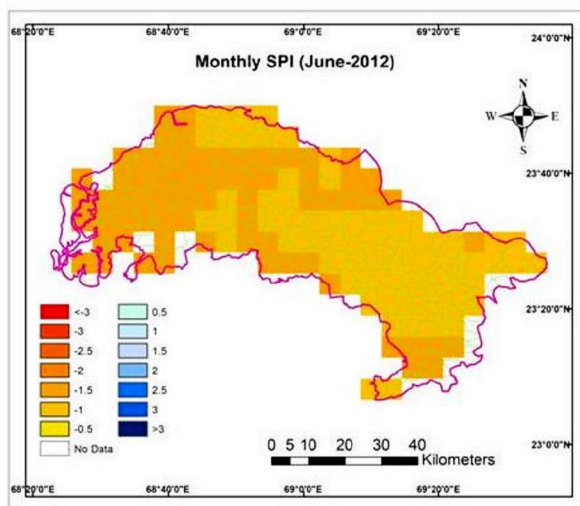 68°20'0"E 68°40'0"E 69°0'0"E 69°20'0"E
24°0'0"N
Monthly SPI (June-2012)
N
W E
S
23°40'0"N
23°20'0"N
<-3 0.5
-3 1
-2.5 1.5
-2 2
-1.5 2.5
-1 3
-0.5 >3
No Data
0 5 10 20 30 40
Kilometers
23°0'0"N
68°20'0"E 68°40'0"E 69°0'0"E 69°20'0"E